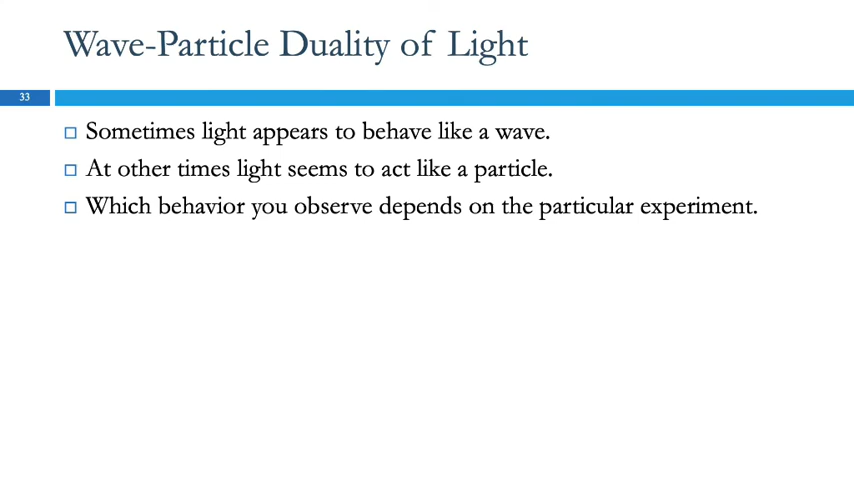 Wave-Particle Duality of Light
33
Sometimes light appears to behave like a wave.
At other times light seems to act like a particle.
Which behavior you observe depends on the particular experiment.